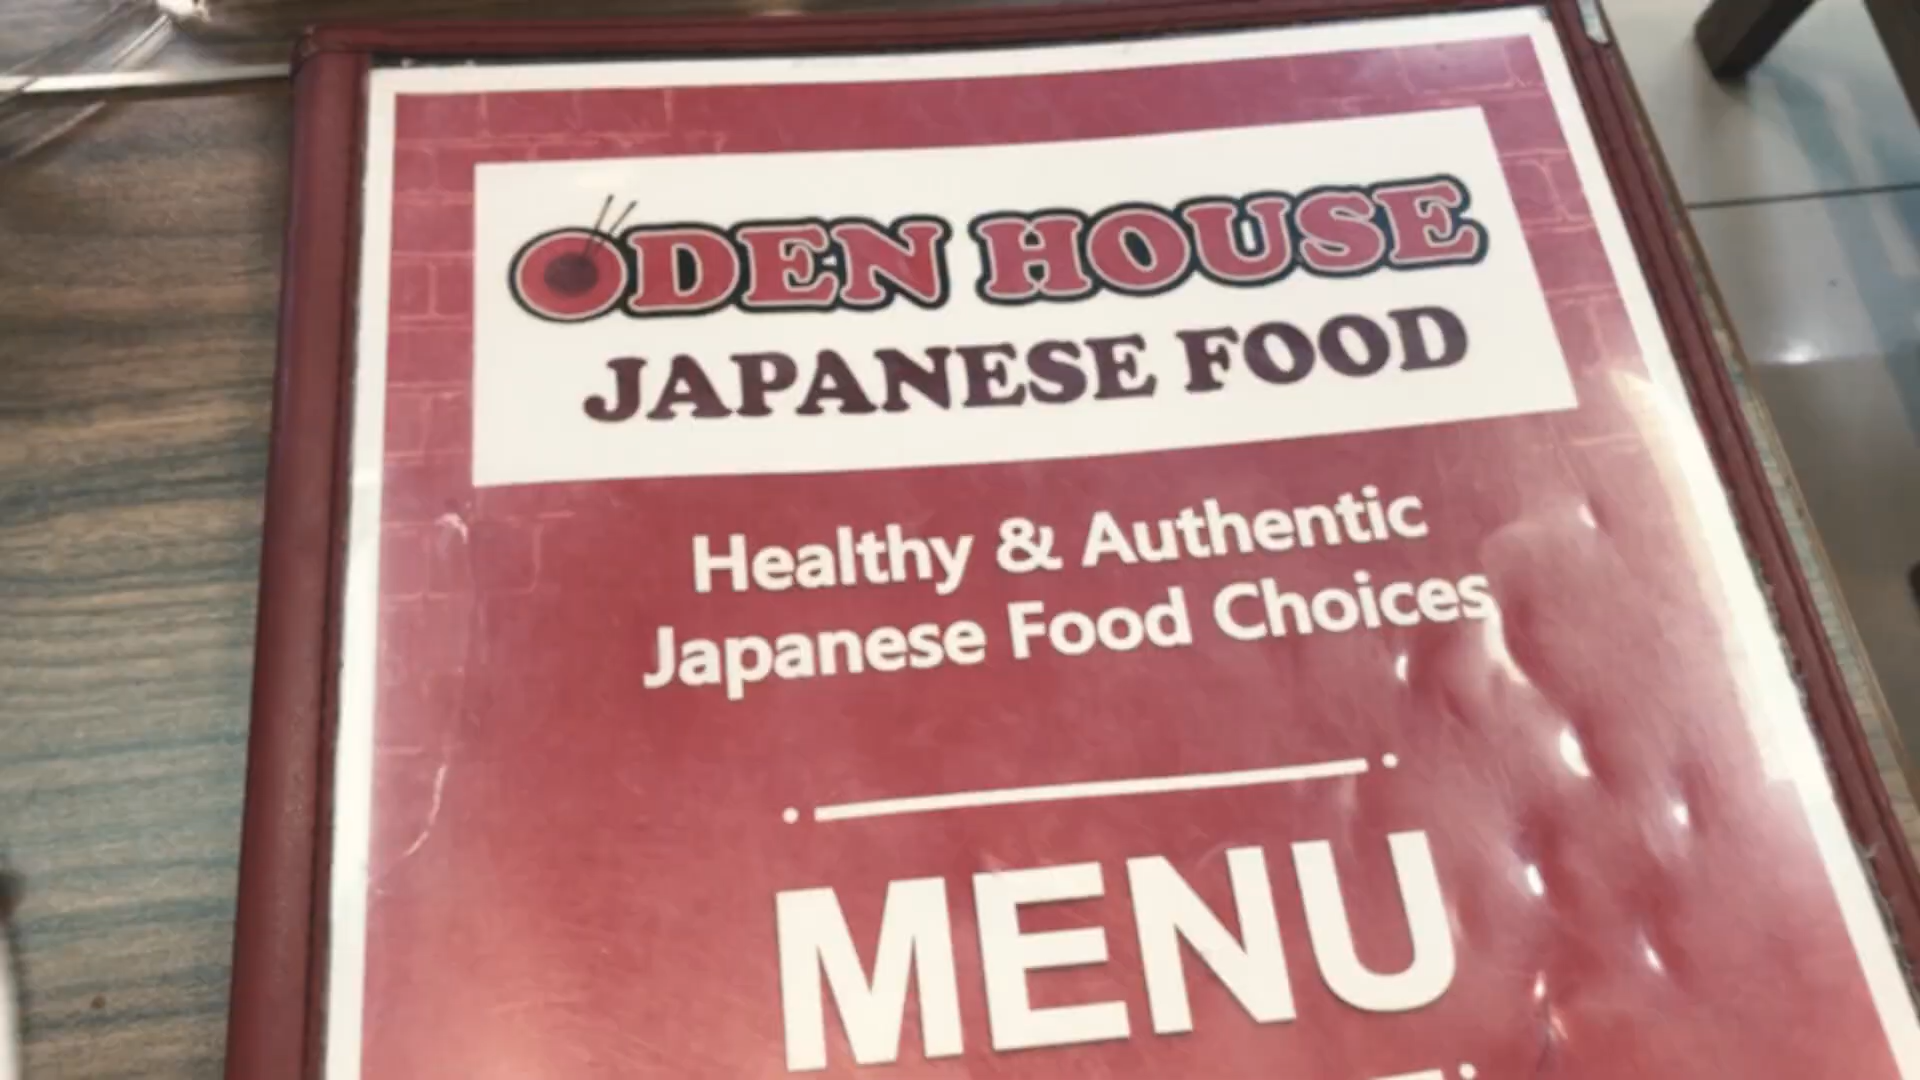 ODEN HOUSE
JAPANESE FOOD
Healthy & Authentic
Japanese Food Choices
MENU